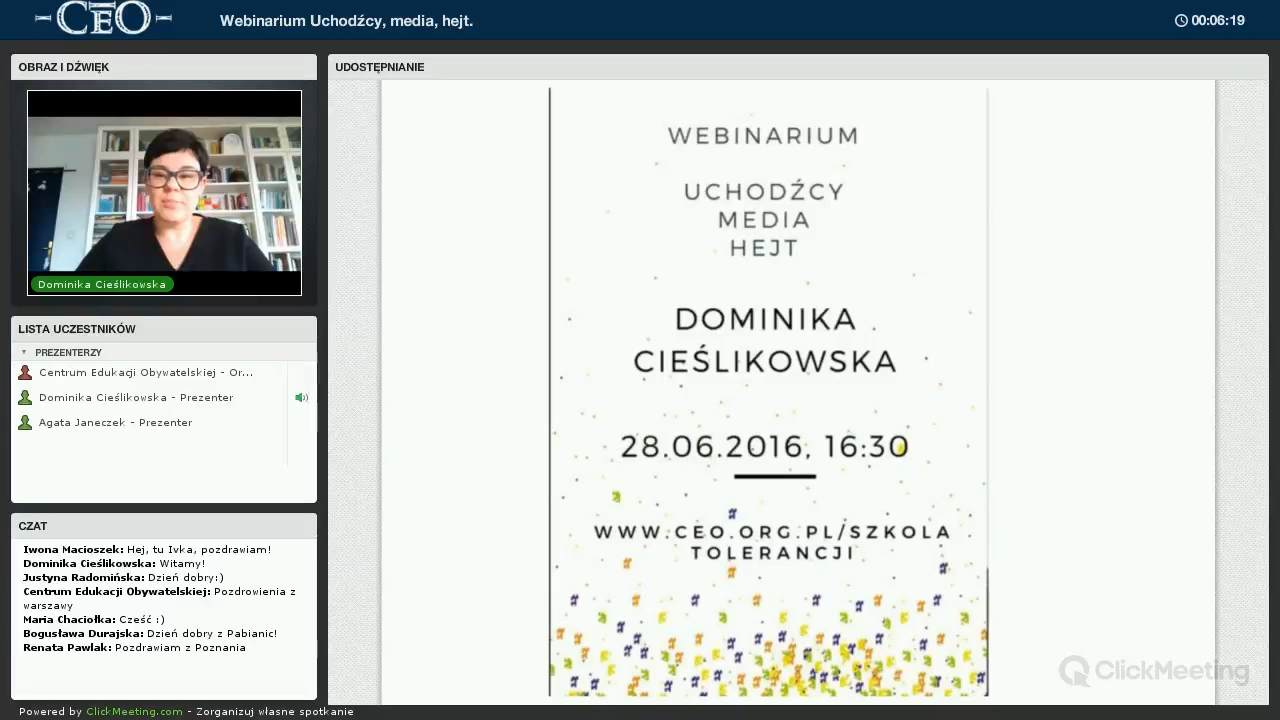 CEO
Webinarium Uchodźcy, media, hejt.
00:06:19
OBRAZ I DŹWIĘK
Dominika Cieślikowska
LISTA UCZESTNIKÓW
PREZENTERZY
Centrum Edukacji Obywatelskiej - Or...
Dominika Cieślikowska - Prezenter
Agata Janeczek - Prezenter
CZAT
Iwona Macioszek: Hej, tu Ivka, pozdrawiam!
Dominika Cieślikowska: Witamy!
Justyna Radomińska: Dzień dobry:)
Centrum Edukacji Obywatelskiej: Pozdrowienia z
warszawy
Maria Chaciołka: Cześć :)
Bogusława Durajska: Dzień dobry z Pabianic!
Renata Pawlak: Pozdrawiam z Poznania
UDOSTĘPNIANIE
WEBINARIUM
UCHODŹCY
MEDIA
HEJT
DOMINIKA
CIEŚLIKOWSKA
28.06.2016, 16:30
WWW.CEO.ORG.PL/SZKOLA
TOLERANCJI
ClickMeeting
Powered by ClickMeeting.com - Zorganizuj własne spotkanie